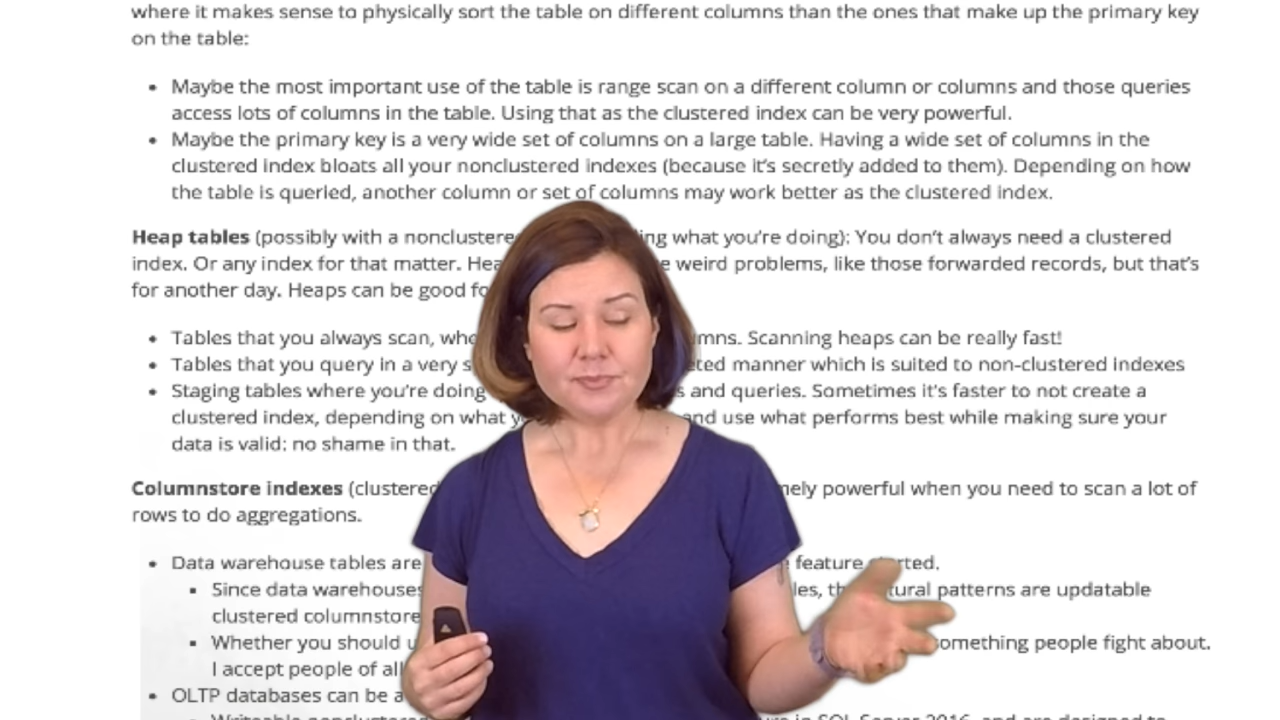 where it makes sense to physically sort the table on different columns than the ones that make up the primary key
on the table:
Maybe the most important use of the table is range scan on a different column or columns and those queries
access lots of columns in the table. Using that as the clustered index can be very powerful.
Maybe the primary key is a very wide set of columns on a large table. Having a wide set of columns in the
clustered index bloats all your nonclustered indexes (because it's secretly added to them). Depending on how
the table is queried, another column or set of columns may work better as the clustered index.
Heap tables (possibly with a what you're doing): You don't always need a clustered
index. Or any index for that matter. weird problems, like those forwarded records, but that's
for another day. Heaps can be good
Tables that you always scan, Scanning heaps can be really fast!
Tables that you query in a very manner which is suited to non-clustered indexes
Staging tables where you're doing and queries. Sometimes it's faster to not create a
clustered index, depending on what and use what performs best while making sure your
data is valid: no shame in that.
Columnstore indexes (clustered powerful when you need to scan a lot of
rows to do aggregations.
Data warehouse tables are feature
Since data warehouses patterns are updatable
clustered columnstore
Whether you should something people fight about.
I accept people of all
OLTP databases can be a
in SQL Server 2016, and are designed to